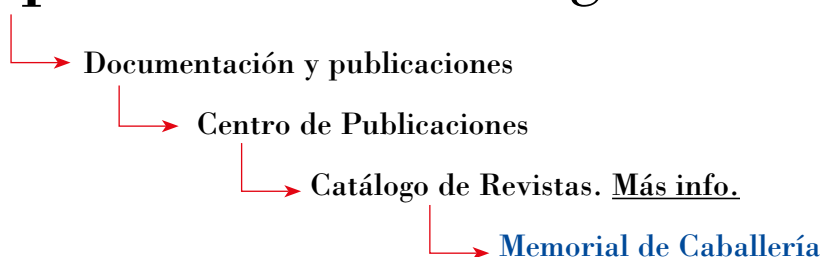 Documentación y publicaciones
Centro de Publicaciones
Catálogo de Revistas. Más info.
Memorial de Caballería